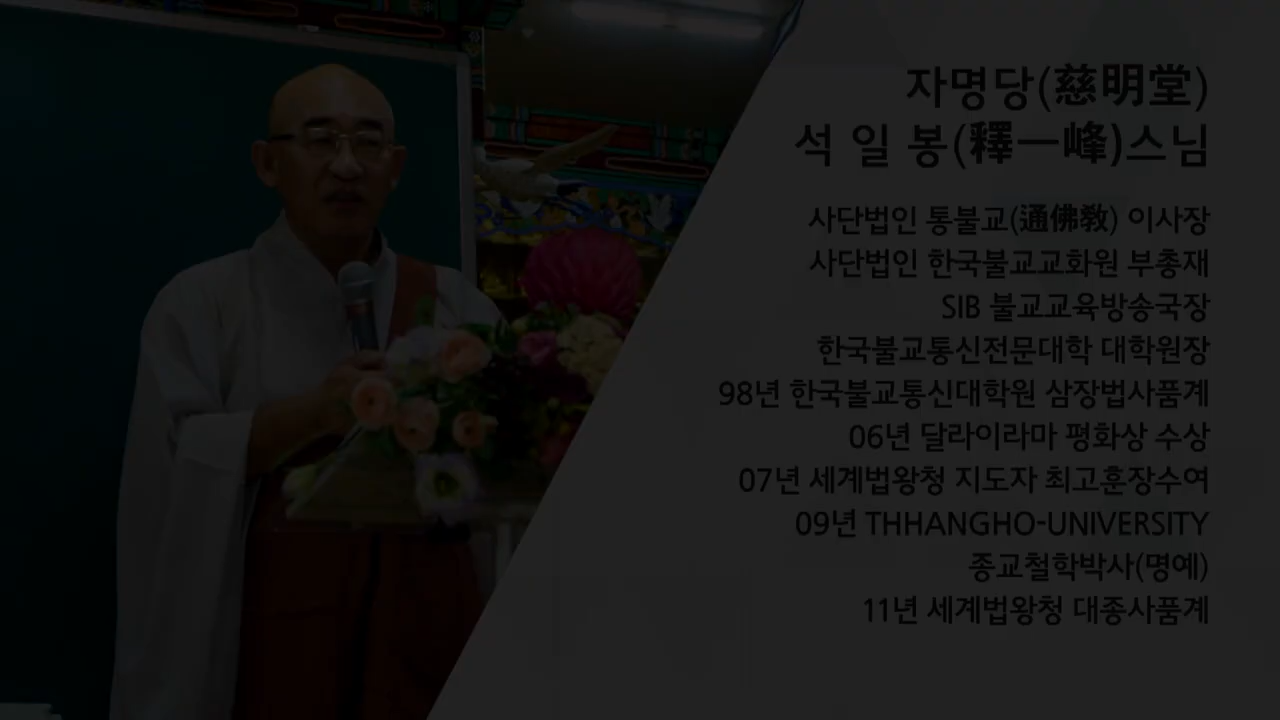 자명당(慈明堂)
석 일 봉(釋一峰)스님
사단법인 통불교(通佛敎) 이사장
사단법인 한국불교교화원 부총재
SIB 불교교육방송국장
한국불교통신전문대학 대학원장
98년 한국불교통신대학원 삼장법사품계
06년 달라이라마 평화상 수상
07년 세계법왕청 지도자 최고훈장수여
09년 THHANGHO-UNIVERSITY
종교철학박사(명예)
11년 세계법왕청 대종사품계